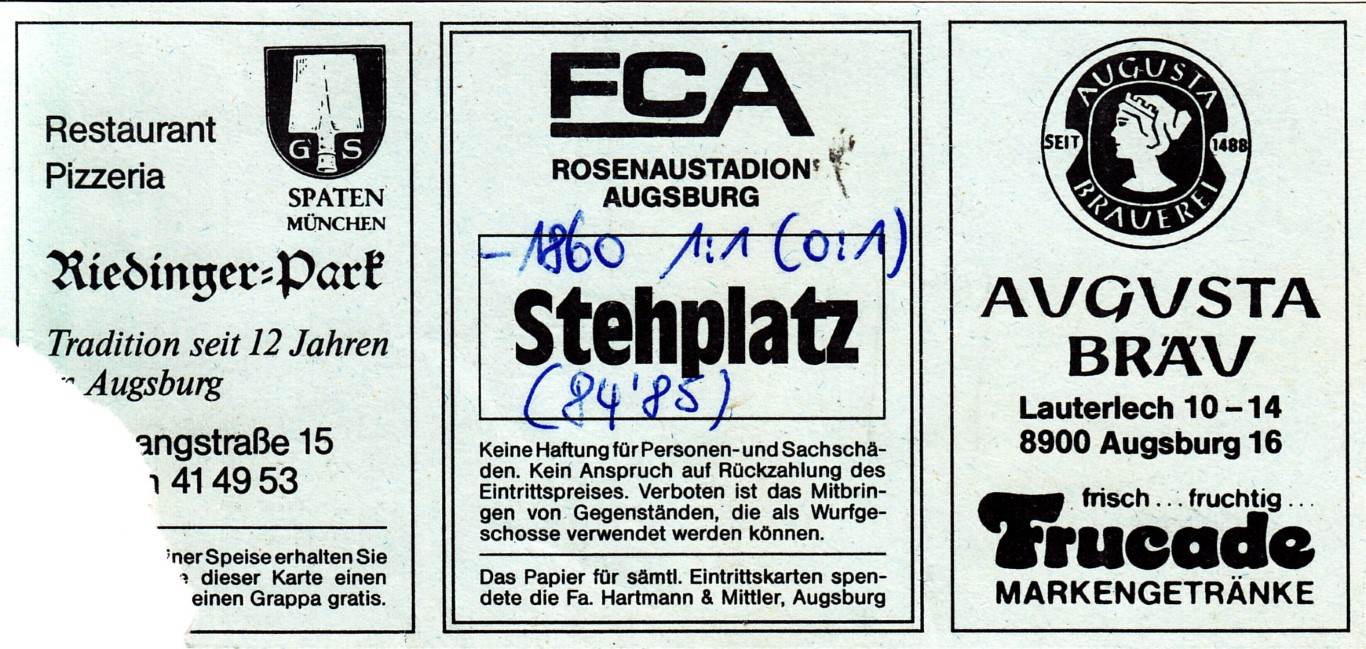 Restaurant
Pizzeria
G S
SPATEN
MÜNCHEN
Riedinger-Park
Tradition seit 12 Jahren
Augsburg
angstraße 15
41 49 53
iner Speise erhalten Sie
dieser Karte einen
einen Grappa gratis.
FCA
ROSENAUSTADION
AUGSBURG
- 1860 1:1 (0:1)
Stehplatz
(84'85)
Keine Haftung für Personen- und Sachschä-
den. Kein Anspruch auf Rückzahlung des
Eintrittspreises. Verboten ist das Mitbrin-
gen von Gegenständen, die als Wurfge-
schosse verwendet werden können.
Das Papier für sämtl. Eintrittskarten spen-
dete die Fa. Hartmann & Mittler, Augsburg
AUGUSTA
SEIT 1488
BRAUEREI
AUGUSTA
BRÄU
Lauterlech 10 – 14
8900 Augsburg 16
frisch ... fruchtig ...
Frucade
MARKENGETRÄNKE